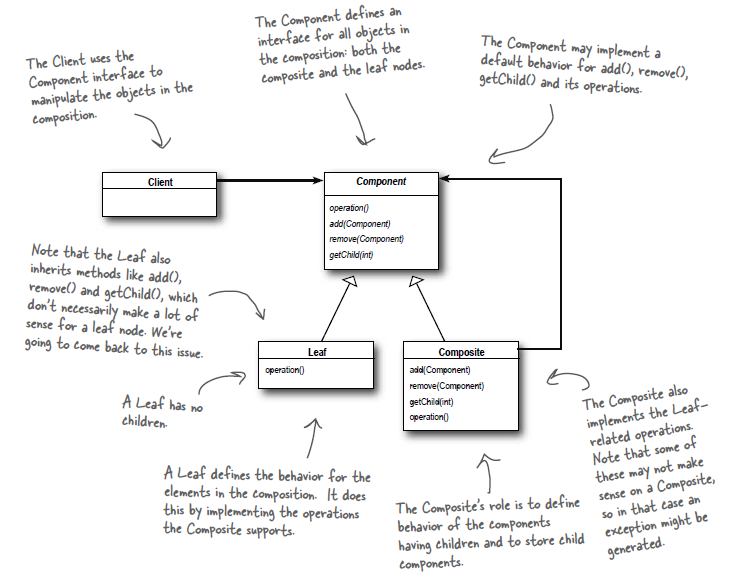 The Component defines an
interface for all objects in
the composition: both the
composite and the leaf nodes.
The Client uses the
Component interface to
manipulate the objects in the
composition.
The Component may implement a
default behavior for add(), remove(),
getChild() and its operations.
Client
Component
operation()
add(Component)
remove(Component)
getChild(int)
Note that the Leaf also
inherits methods like add(),
remove() and getChild(), which
don't necessarily make a lot of
sense for a leaf node. We're
going to come back to this issue.
Leaf
operation()
Composite
add(Component)
remove(Component)
getChild(int)
operation()
A Leaf has no
children.
The Composite also
implements the Leaf-
related operations.
Note that some of
these may not make
sense on a Composite,
so in that case an
exception might be
generated.
A Leaf defines the behavior for the
elements in the composition. It does
this by implementing the operations
the Composite supports.
The Composite's role is to define
behavior of the components
having children and to store child
components.